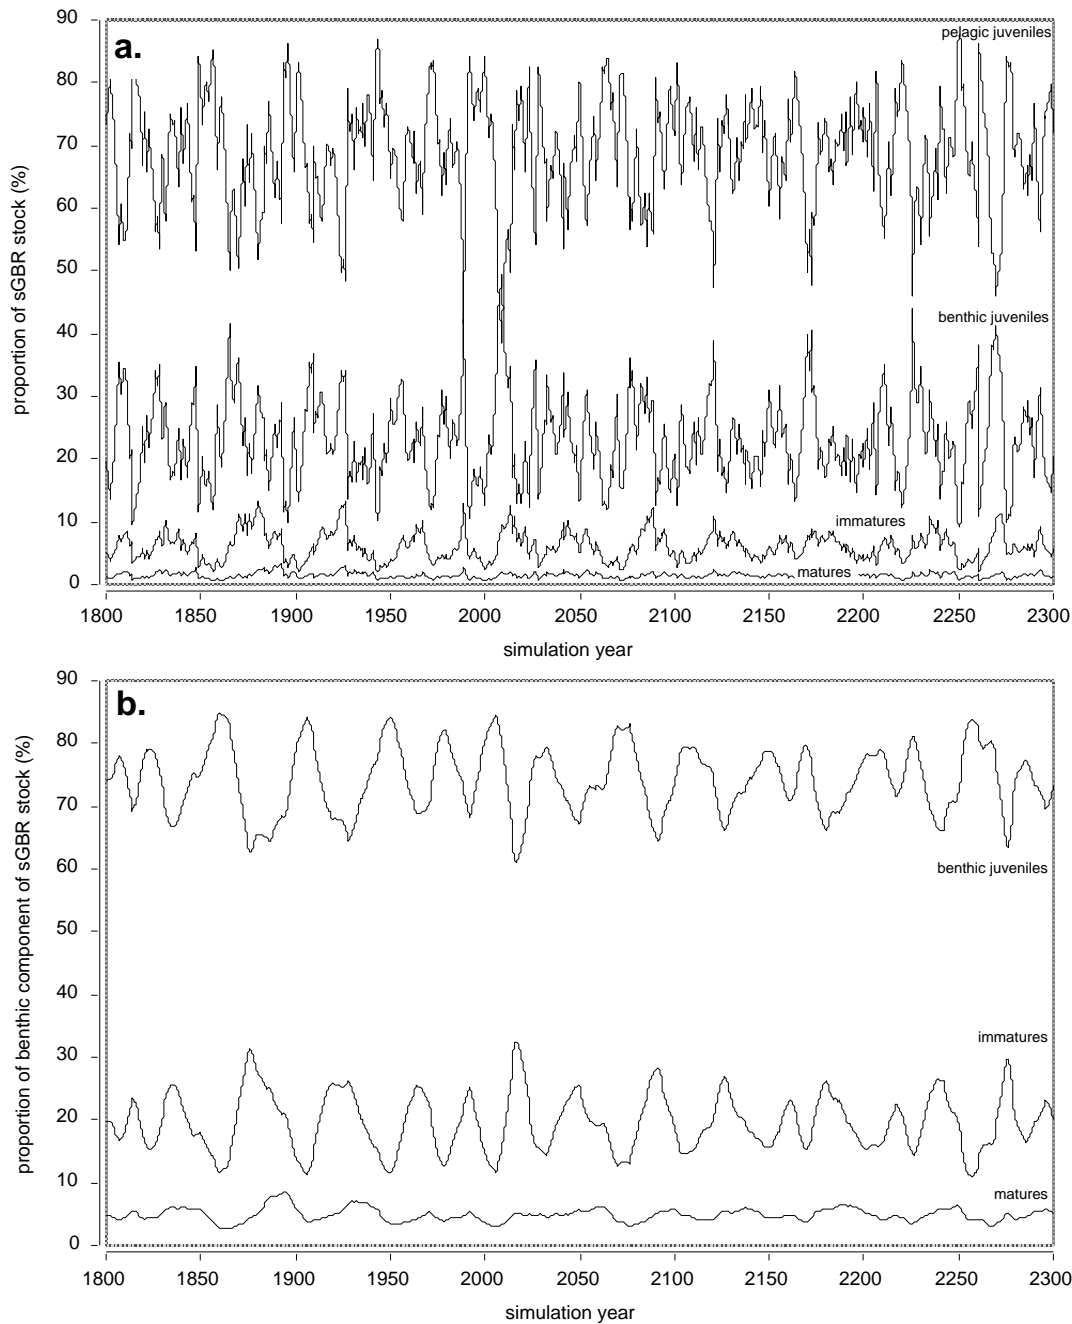 90
80
70
60
50
40
30
20
10
0
proportion of sGBR stock (%)
a.
pelagic juveniles
benthic juveniles
immatures
matures
1800 1850 1900 1950 2000 2050 2100 2150 2200 2250 2300
simulation year
90
80
70
60
50
40
30
20
10
0
proportion of benthic component of sGBR stock (%)
b.
benthic juveniles
immatures
matures
1800 1850 1900 1950 2000 2050 2100 2150 2200 2250 2300
simulation year